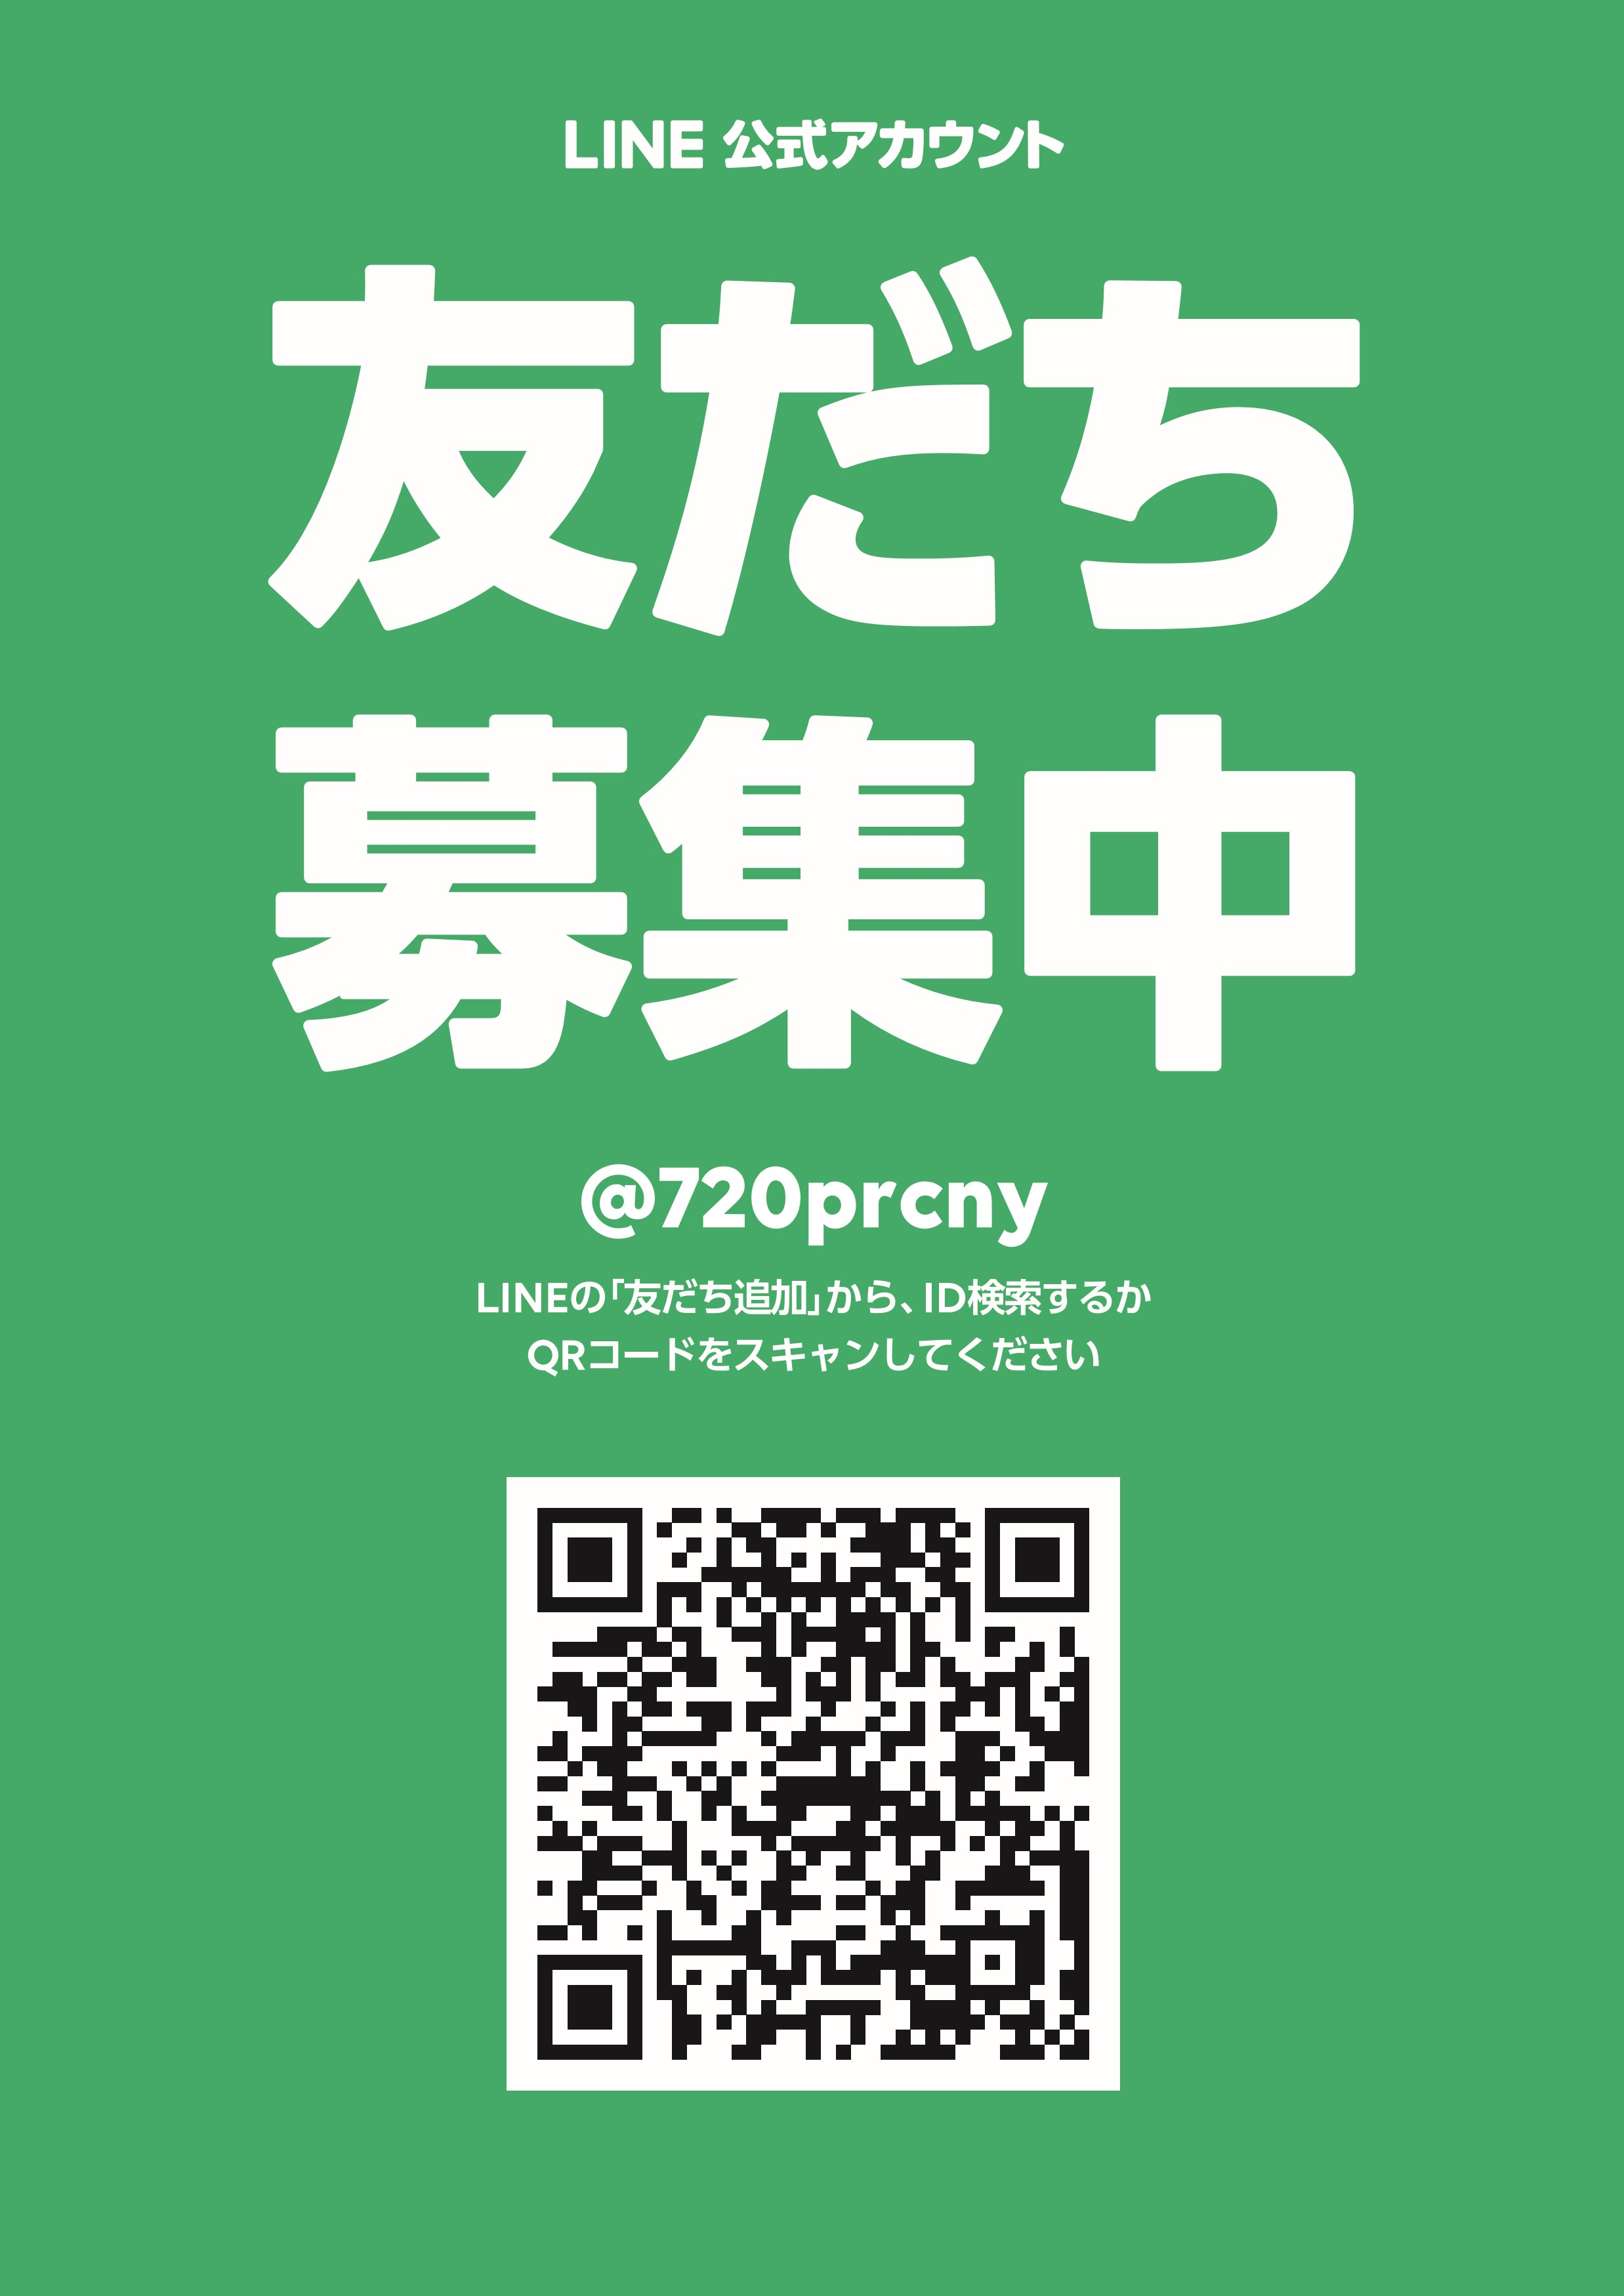 LINE 公式アカウント
友だち
募集中
@720prcny
LINEの「友だち追加」から、ID検索するか
QRコードをスキャンしてください